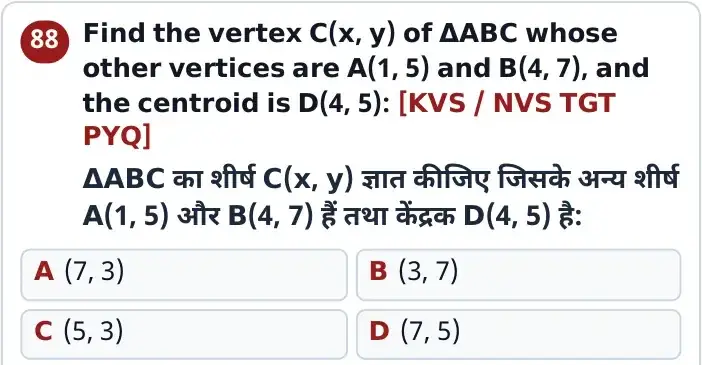 88 Find the vertex C(x, y) of ΔABC whose
other vertices are A(1, 5) and B(4, 7), and
the centroid is D(4, 5): [KVS / NVS TGT
PYQ]
ΔABC का शीर्ष C(x, y) ज्ञात कीजिए जिसके अन्य शीर्ष
A(1, 5) और B(4, 7) हैं तथा केंद्रक D(4, 5) है:
A (7, 3)
B (3, 7)
C (5, 3)
D (7, 5)